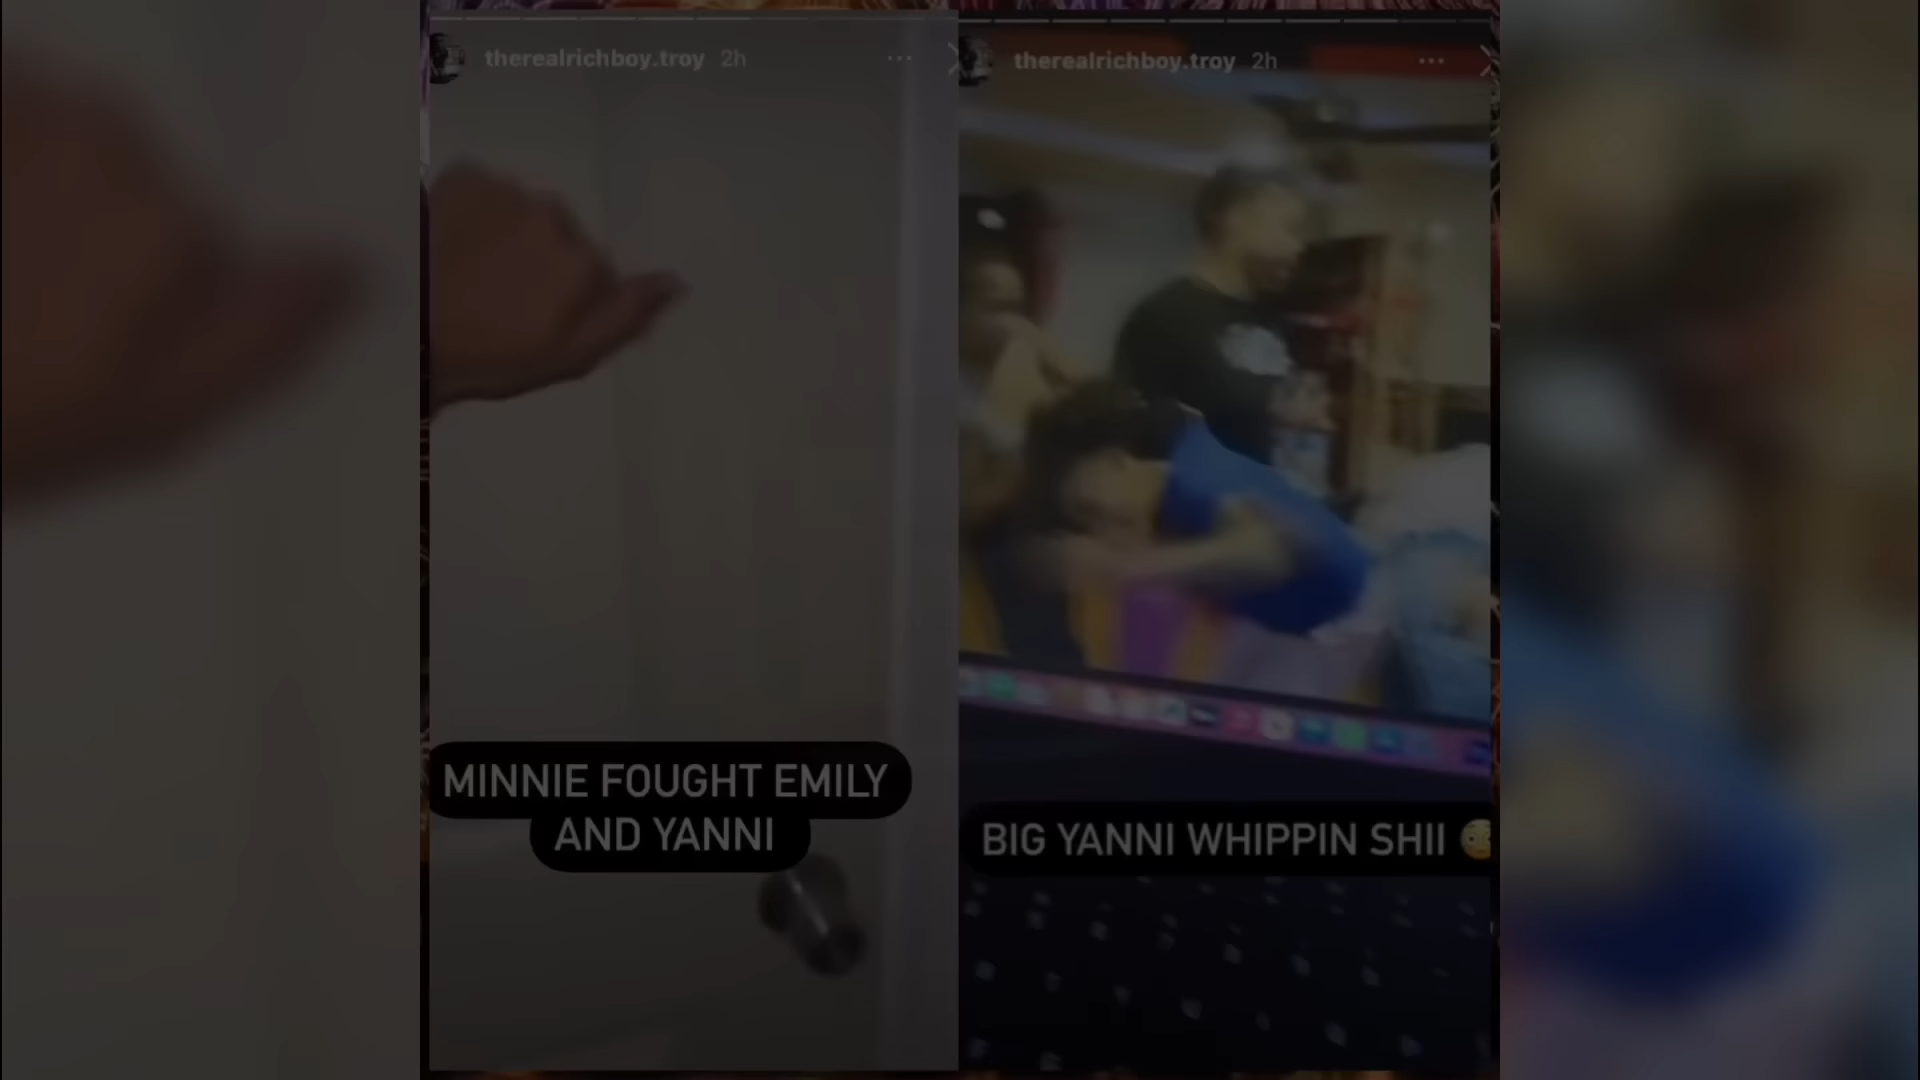 therealrichboy.troy 2h
MINNIE FOUGHT EMILY
AND YANNI
therealrichboy.troy 2h
BIG YANNI WHIPPIN SHII 😳